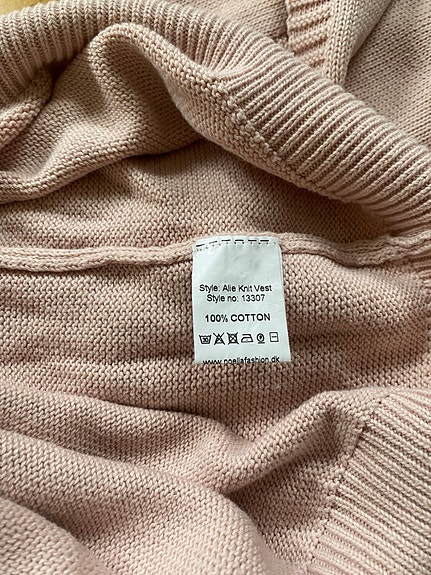 Style: Alie Knit Vest
Style no: 13307
100% COTTON
www.noellafashion.dk